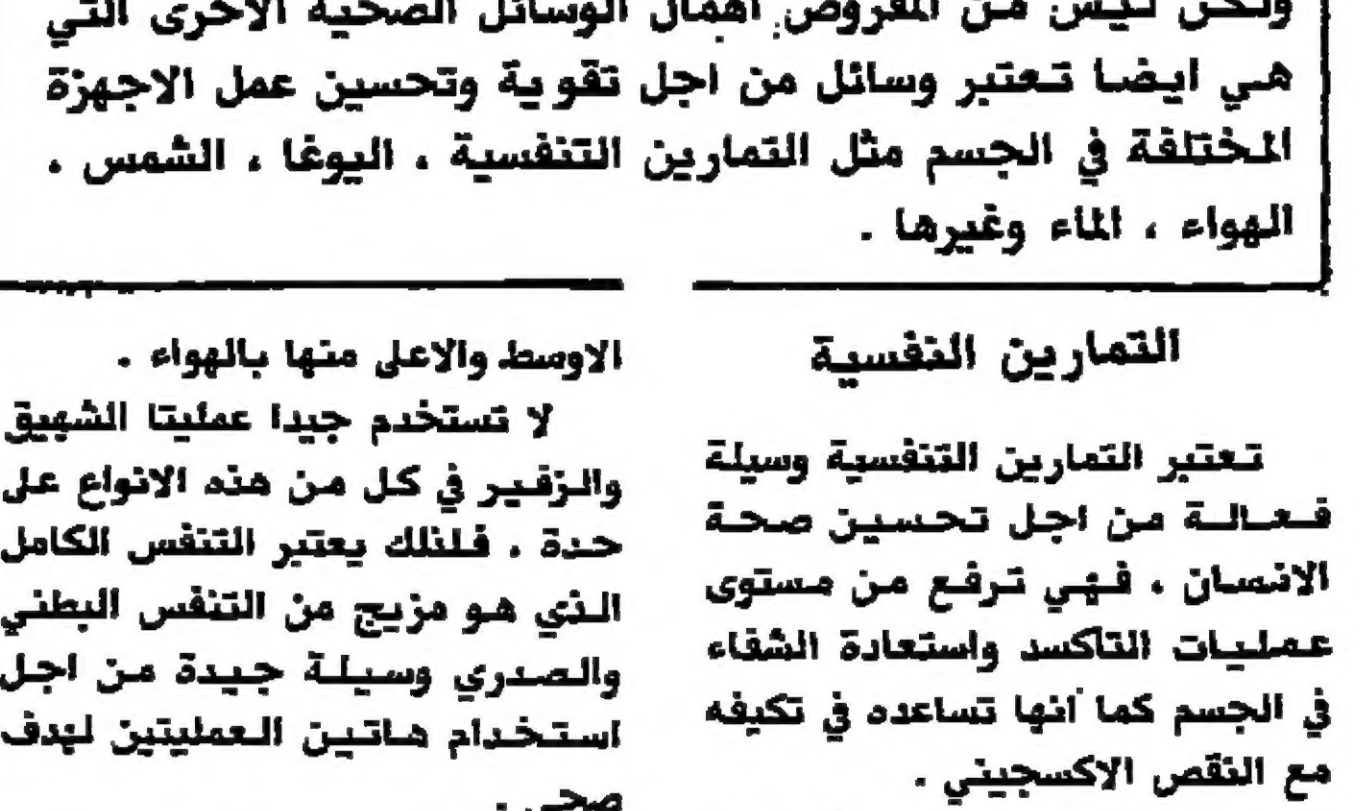 ولكن ليس من المفروض اهمال الوسائل الصحية الاخرى التي
هي ايضا تعتبر وسائل من اجل تقوية وتحسين عمل الاجهزة
المختلفة في الجسم مثل التمارين التنفسية ، اليوغا ، الشمس ،
الهواء ، الماء وغيرها .
التمارين النفسية
تعتبر التمارين التنفسية وسيلة
فعالة من اجل تحسين صحة
الانسان ، فهي ترفع من مستوى
عمليات التاكسد واستعادة الشفاء
في الجسم كما أنها تساعده في تكيفه
مع النقص الاكسجيني .
الاوسط والاعلى منها بالهواء .
لا تستخدم جيدا عمليتا الشهيق
والزفير في كل من هذه الانواع على
حدة . فلذلك يعتبر التنفس الكامل
الذي هو مزيج من التنفس البطني
والصدري وسيلة جيدة من اجل
استخدام هاتين العمليتين لهدف
صحي .